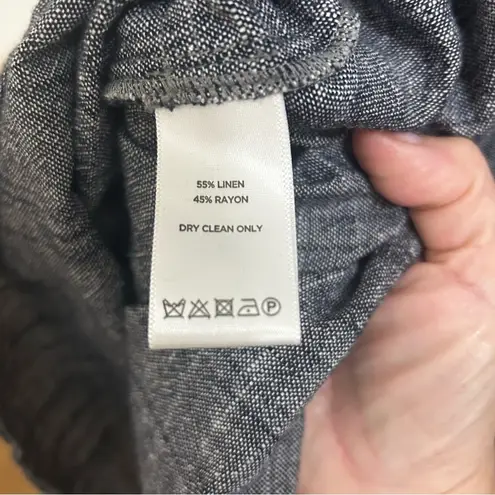 55% LINEN
45% RAYON
DRY CLEAN ONLY
P